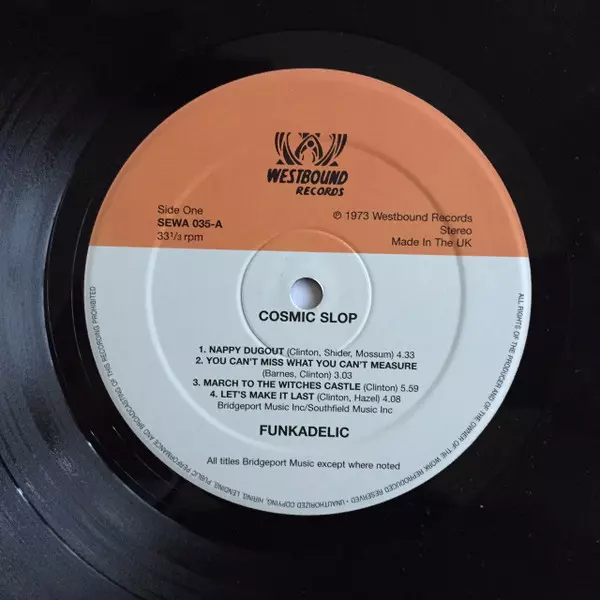 WESTBOUND
RECORDS
Side One
SEWA 035-A
33 1/3 rpm
℗ 1973 Westbound Records
Stereo
Made In The UK
COSMIC SLOP
1. NAPPY DUGOUT (Clinton, Shider, Mossum) 4.33
2. YOU CAN'T MISS WHAT YOU CAN'T MEASURE
(Barnes, Clinton) 3.03
3. MARCH TO THE WITCHES CASTLE (Clinton) 5.59
4. LET'S MAKE IT LAST (Clinton, Hazel) 4.08
Bridgeport Music Inc/Southfield Music Inc
FUNKADELIC
All titles Bridgeport Music except where noted
ALL RIGHTS OF THE PRODUCER AND OF THE OWNER OF THE WORK REPRODUCED RESERVED • UNAUTHORIZED COPYING, HIRING, LENDING, PUBLIC PERFORMANCE AND BROADCASTING OF THIS RECORDING PROHIBITED